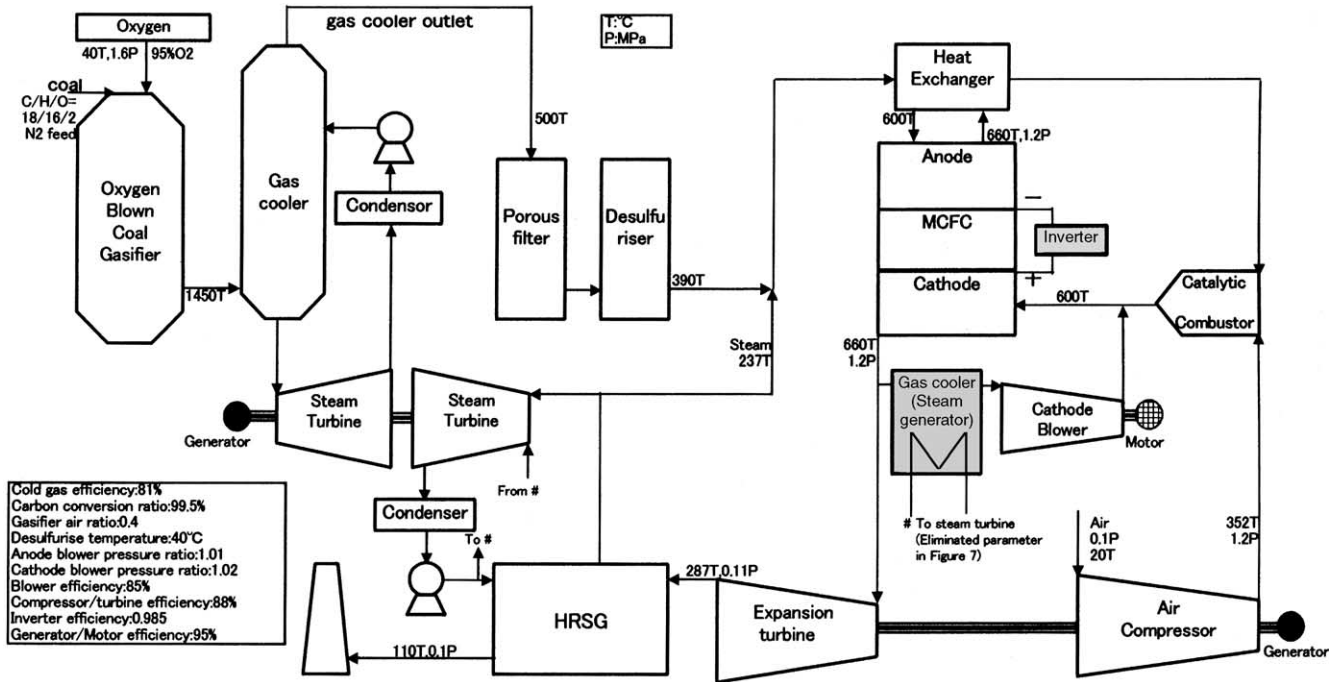 gas cooler outlet
T:℃
P:MPa
Oxygen
40T,1.6P
95%O2
coal
C/H/O=
18/16/2
N2 feed
Oxygen
Blown
Coal
Gasifier
1450T
Gas
cooler
Condensor
500T
Porous
filter
Desulfu
riser
390T
Steam
237T
Heat
Exchanger
600T
660T,1.2P
Anode
−
MCFC
Inverter
+
Cathode
600T
Catalytic
Combustor
660T
1.2P
Gas cooler
(Steam
generator)
Cathode
Blower
Motor
# To steam turbine
(Eliminated parameter
in Figure 7)
Generator
Steam
Turbine
Steam
Turbine
From #
Condenser
To #
HRSG
287T,0.11P
110T,0.1P
Expansion
turbine
Air
0.1P
20T
352T
1.2P
Air
Compressor
Generator
Cold gas efficiency:81%
Carbon conversion ratio:99.5%
Gasifier air ratio:0.4
Desulfurise temperature:40℃
Anode blower pressure ratio:1.01
Cathode blower pressure ratio:1.02
Blower efficiency:85%
Compressor/turbine efficiency:88%
Inverter efficiency:0.985
Generator/Motor efficiency:95%